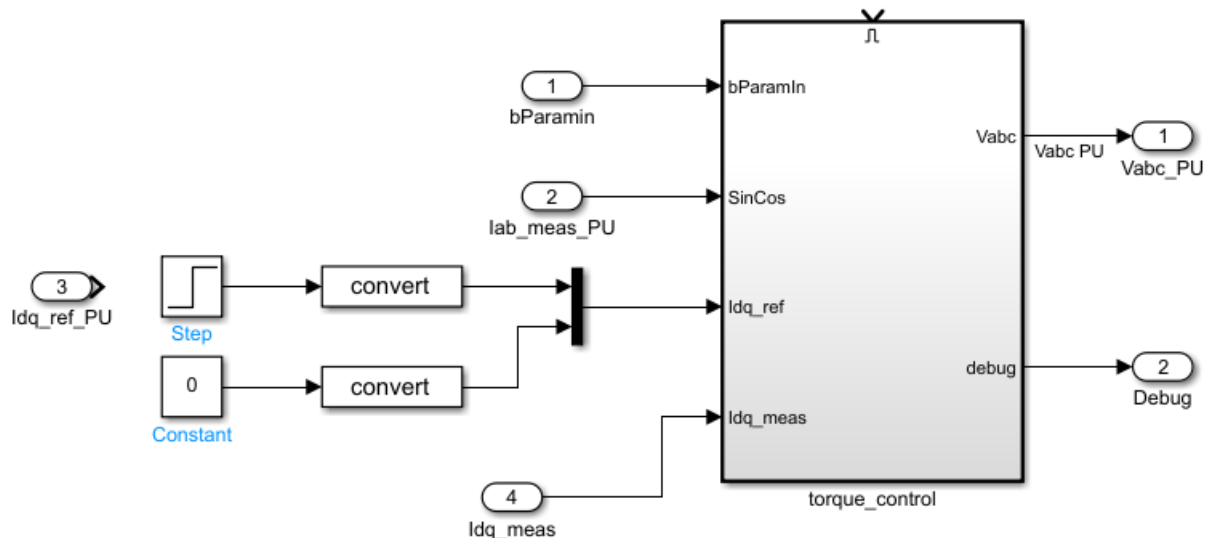 1
bParamin
bParamIn
Vabc
Vabc PU
1
Vabc_PU
2
Iab_meas_PU
SinCos
3
Idq_ref_PU
Step
convert
Idq_ref
0
Constant
convert
debug
2
Debug
Idq_meas
4
Idq_meas
torque_control